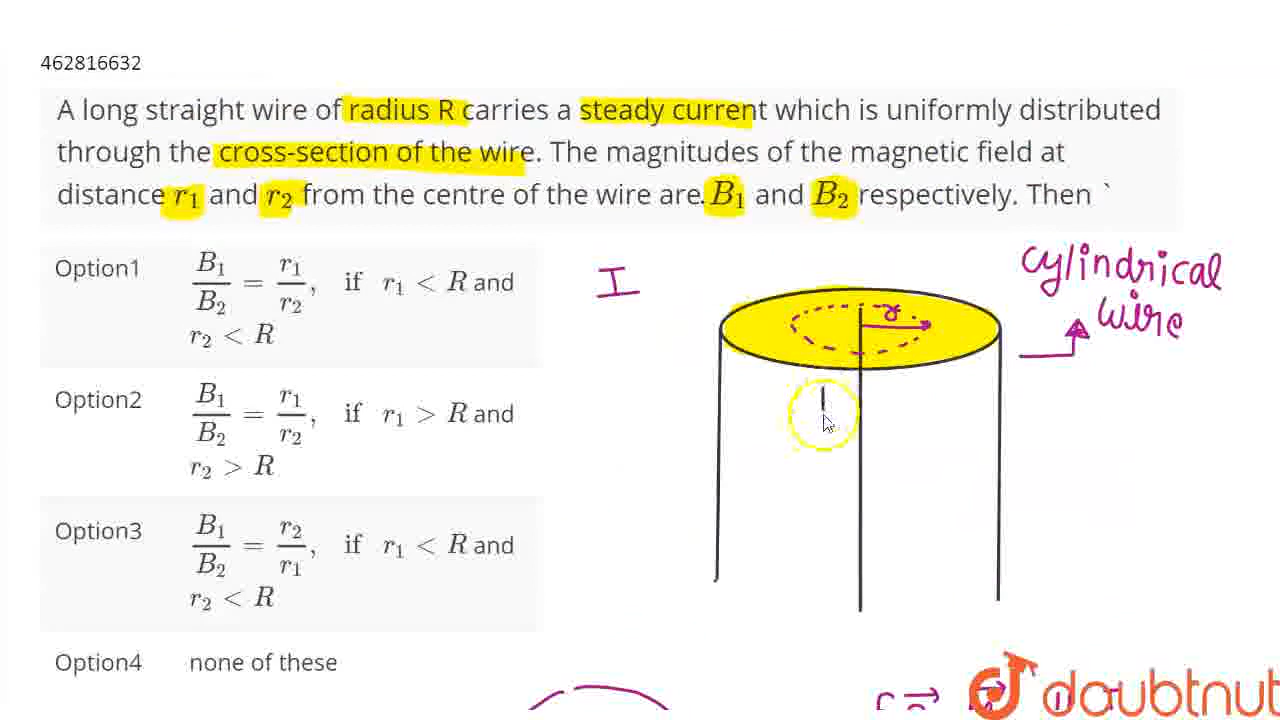 462816632
A long straight wire of radius R carries a steady current which is uniformly distributed
through the cross-section of the wire. The magnitudes of the magnetic field at
distance r₁ and r₂ from the centre of the wire are B₁ and B₂ respectively. Then `
I
cylindrical
wire
r
Option1 B₁/B₂ = r₁/r₂, if r₁ < R and
r₂ < R
Option2 B₁/B₂ = r₁/r₂, if r₁ > R and
r₂ > R
Option3 B₁/B₂ = r₂/r₁, if r₁ < R and
r₂ < R
Option4 none of these
doubtnut